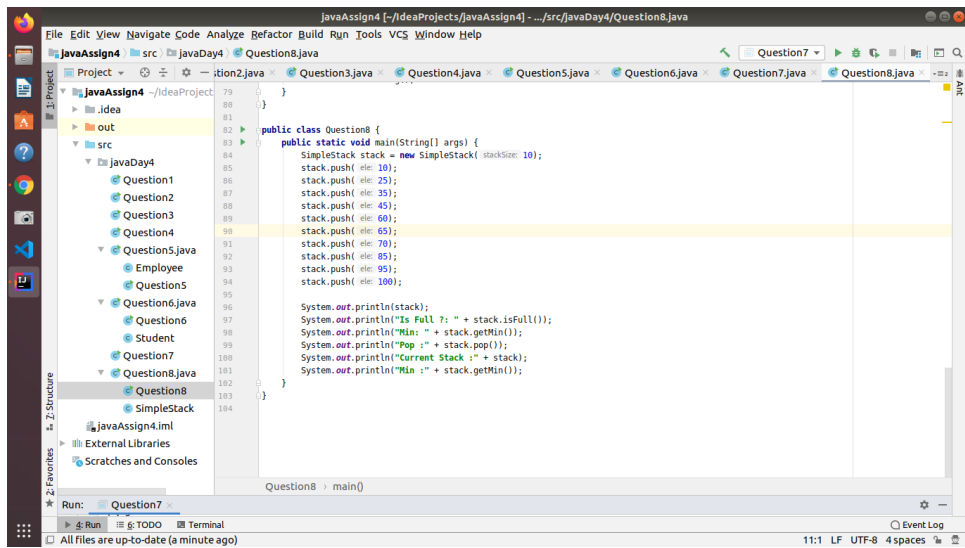 javaAssign4 [~/IdeaProjects/javaAssign4] - .../src/javaDay4/Question8.java
File Edit View Navigate Code Analyze Refactor Build Run Tools VCS Window Help
javaAssign4 src javaDay4 Question8.java Question7
Project stion2.java Question3.java Question4.java Question5.java Question6.java Question7.java Question8.java
1: Project
Ant
javaAssign4 ~/IdeaProject
.idea
out
src
javaDay4
Question1
Question2
Question3
Question4
Question5.java
Employee
Question5
Question6.java
Question6
Student
Question7
Question8.java
Question8
SimpleStack
javaAssign4.iml
External Libraries
Scratches and Consoles
Z: Structure
2: Favorites
79 }
80 }
81
82 public class Question8 {
83 public static void main(String[] args) {
84 SimpleStack stack = new SimpleStack( stackSize: 10);
85 stack.push( ele: 10);
86 stack.push( ele: 25);
87 stack.push( ele: 35);
88 stack.push( ele: 45);
89 stack.push( ele: 60);
90 stack.push( ele: 65);
91 stack.push( ele: 70);
92 stack.push( ele: 85);
93 stack.push( ele: 95);
94 stack.push( ele: 100);
95
96 System.out.println(stack);
97 System.out.println("Is Full ?: " + stack.isFull());
98 System.out.println("Min: " + stack.getMin());
99 System.out.println("Pop :" + stack.pop());
100 System.out.println("Current Stack :" + stack);
101 System.out.println("Min :" + stack.getMin());
102 }
103 }
104
Question8 › main()
Run: Question7
4: Run 6: TODO Terminal Event Log
All files are up-to-date (a minute ago) 11:1 LF UTF-8 4 spaces